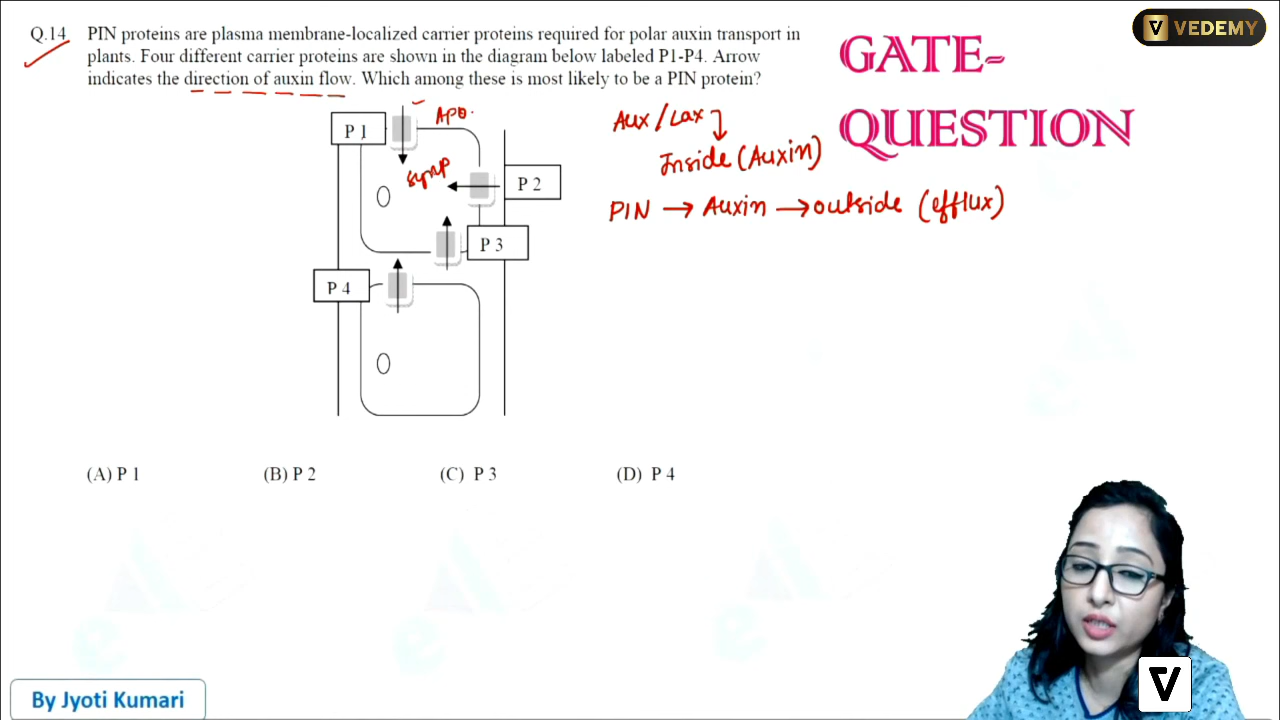 Q.14 PIN proteins are plasma membrane-localized carrier proteins required for polar auxin transport in
plants. Four different carrier proteins are shown in the diagram below labeled P1-P4. Arrow
indicates the direction of auxin flow. Which among these is most likely to be a PIN protein?
VEDEMY
GATE-
QUESTION
P 1
APO.
Symp
P 2
P 3
P 4
Aux/Lax
Inside (Auxin)
PIN → Auxin → outside (efflux)
(A) P 1 (B) P 2 (C) P 3 (D) P 4
By Jyoti Kumari